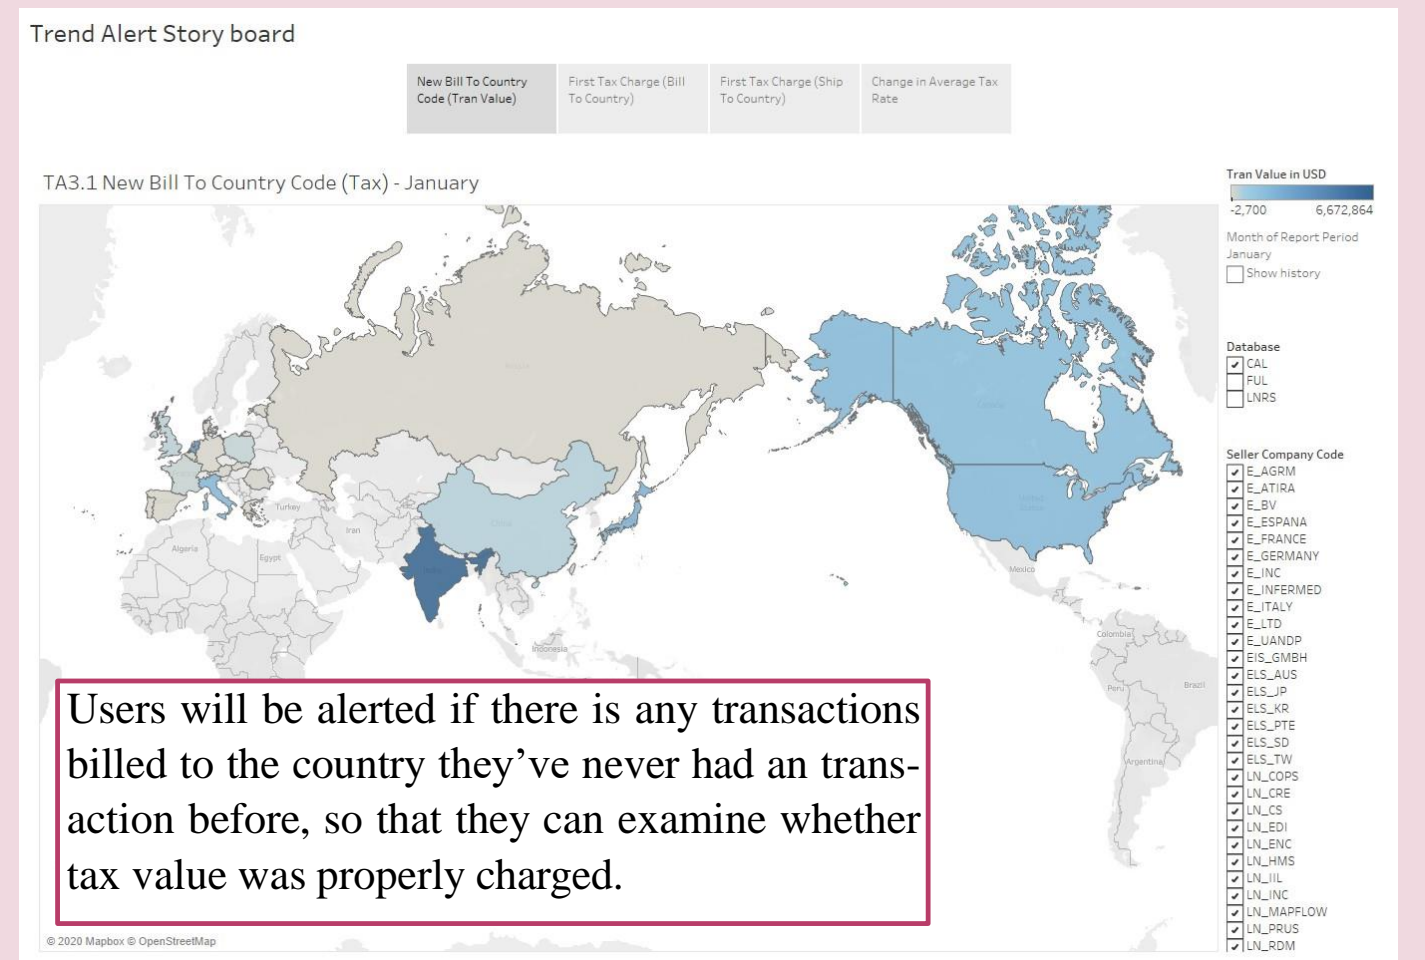 Trend Alert Story board
New Bill To Country
Code (Tran Value)
First Tax Charge (Bill
To Country)
First Tax Charge (Ship
To Country)
Change in Average Tax
Rate
TA3.1 New Bill To Country Code (Tax) - January
Tran Value in USD
-2,700 6,672,864
Month of Report Period
January
Show history
Database
CAL
FUL
LNRS
Seller Company Code
E_AGRM
E_ATIRA
E_BV
E_ESPANA
E_FRANCE
E_GERMANY
E_INC
E_INFERMED
E_ITALY
E_LTD
E_UANDP
EIS_GMBH
ELS_AUS
ELS_JP
ELS_KR
ELS_PTE
ELS_SD
ELS_TW
LN_COPS
LN_CRE
LN_CS
LN_EDI
LN_ENC
LN_HMS
LN_IIL
LN_INC
LN_MAPFLOW
LN_PRUS
LN_RDM
Russia
Turkey
China
Iran
Algeria
Egypt
India
Indonesia
Canada
United
States
Mexico
Colombia
Peru
Brazil
Argentina
Users will be alerted if there is any transactions
billed to the country they’ve never had an trans-
action before, so that they can examine whether
tax value was properly charged.
© 2020 Mapbox © OpenStreetMap